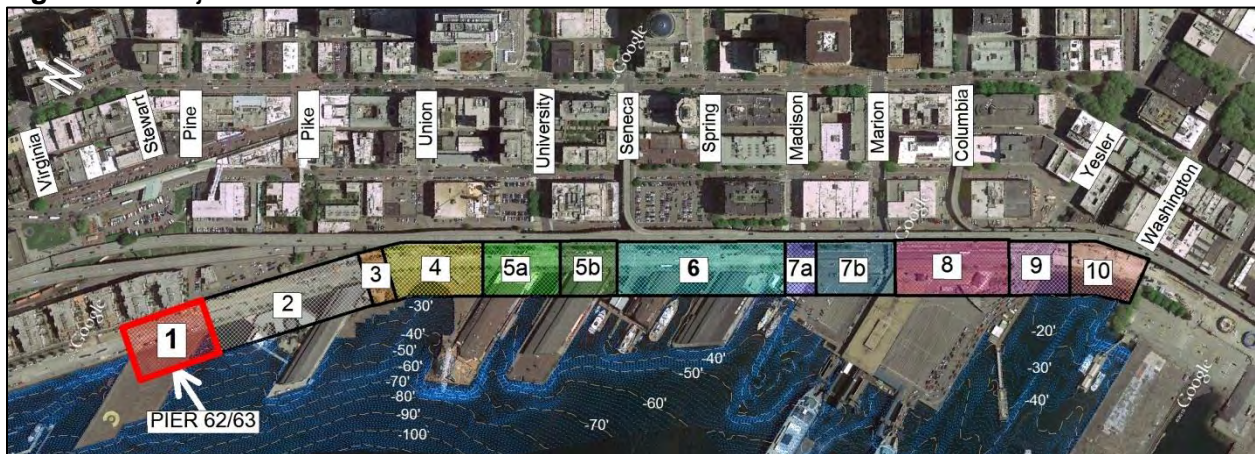 Virginia
Stewart
Pine
Pike
Union
University
Seneca
Spring
Madison
Marion
Columbia
Yesler
Washington
Google
Google
Google
Google
1
2
3
4
5a
5b
6
7a
7b
8
9
10
PIER 62/63
-30'
-40'
-50'
-60'
-70'
-80'
-90'
-100'
-40'
-50'
-60'
-70'
-20'
-30'
-40'